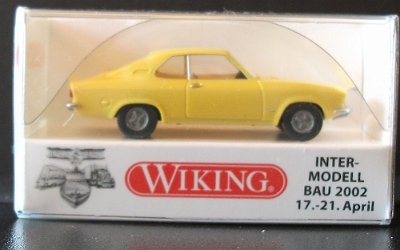 WIKING
INTER-
MODELL
BAU 2002
17.-21. April